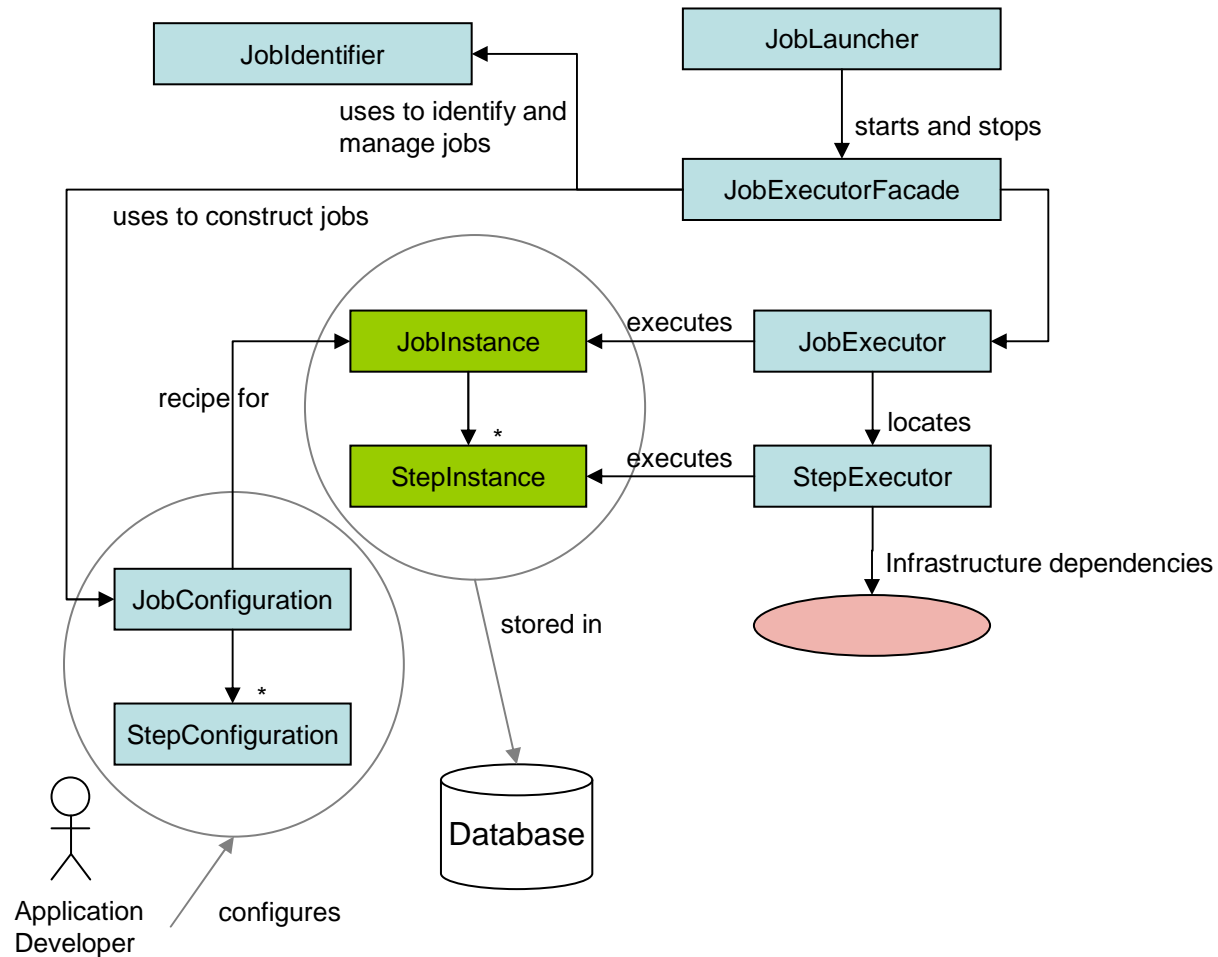 JobLauncher
JobIdentifier
uses to identify and
manage jobs
starts and stops
JobExecutorFacade
uses to construct jobs
JobInstance
executes
JobExecutor
recipe for
*
locates
StepInstance
executes
StepExecutor
Infrastructure dependencies
JobConfiguration
stored in
*
StepConfiguration
Database
Application
Developer
configures